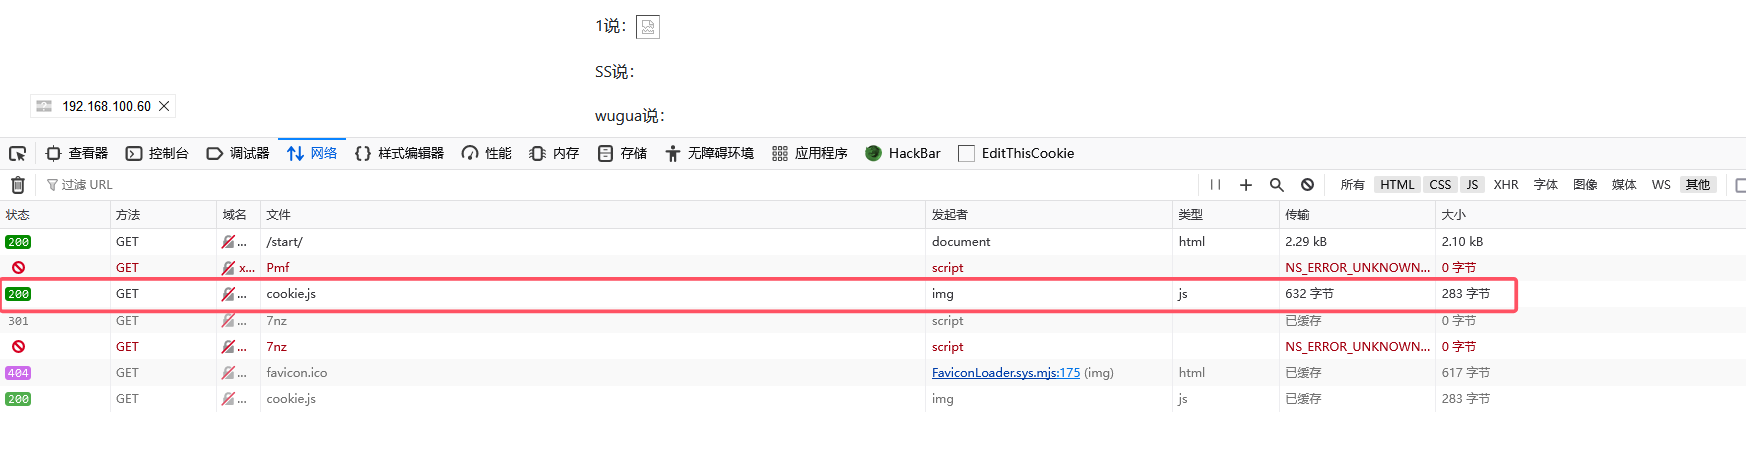 1说：
SS说：
192.168.100.60
wugua说：
查看器 控制台 调试器 网络 样式编辑器 性能 内存 存储 无障碍环境 应用程序 HackBar EditThisCookie
过滤 URL 所有 HTML CSS JS XHR 字体 图像 媒体 WS 其他
状态 方法 域名 文件 发起者 类型 传输 大小
200 GET ... /start/ document html 2.29 kB 2.10 kB
GET x... Pmf script NS_ERROR_UNKNOWN... 0 字节
200 GET ... cookie.js img js 632 字节 283 字节
301 GET ... 7nz script 已缓存 0 字节
GET ... 7nz script NS_ERROR_UNKNOWN... 0 字节
404 GET ... favicon.ico FaviconLoader.sys.mjs:175 (img) html 已缓存 617 字节
200 GET ... cookie.js img js 已缓存 283 字节